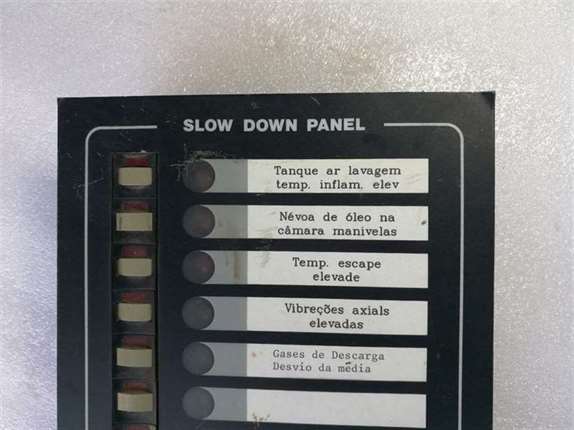 SLOW DOWN PANEL
Tanque ar lavagem
temp. inflam. elev
Névoa de óleo na
câmara manivelas
Temp. escape
elevade
Vibreções axials
elevadas
Gases de Descarga
Desvio da média